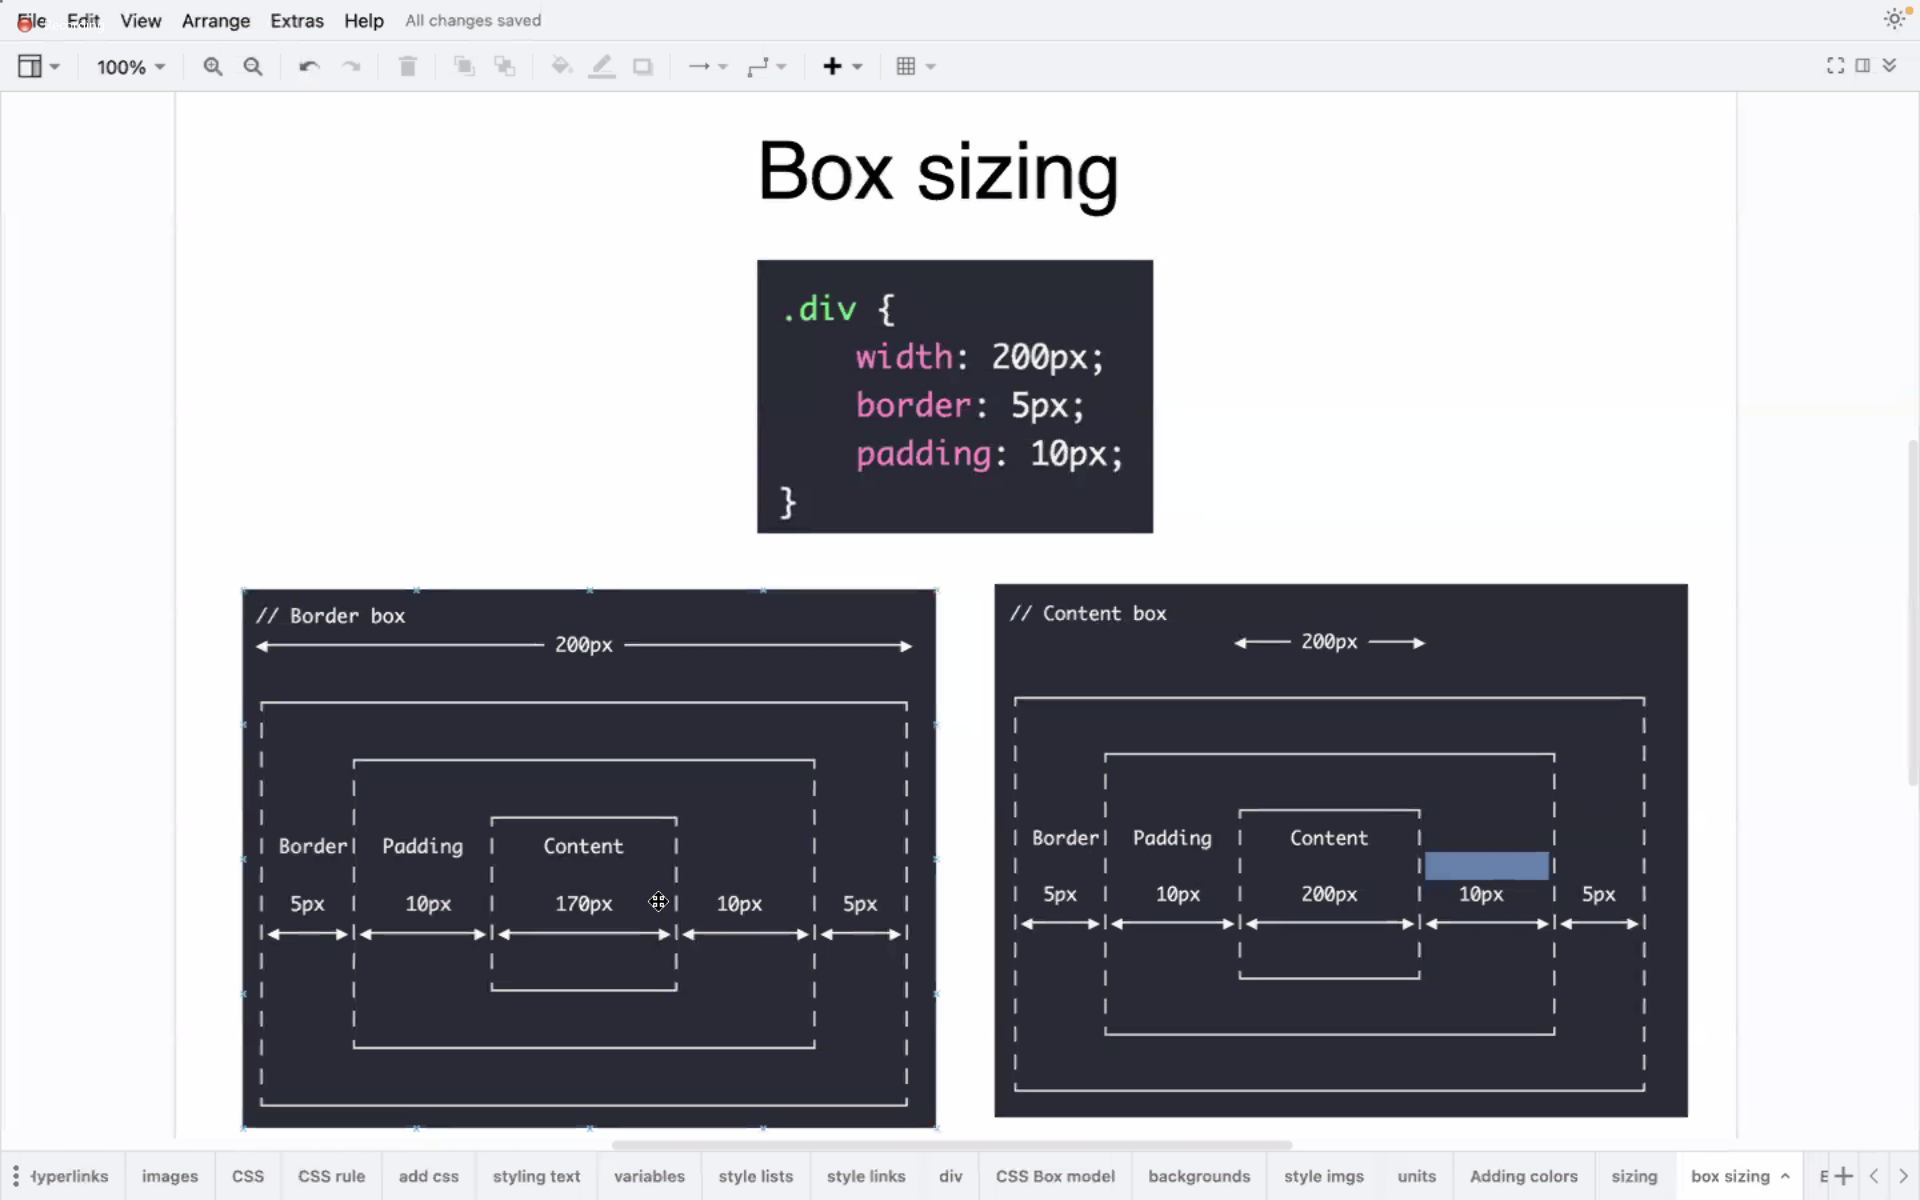 File Edit View Arrange Extras Help All changes saved
100%
Box sizing
.div {
width: 200px;
border: 5px;
padding: 10px;
}
// Border box
200px
Border Padding Content
5px 10px 170px 10px 5px
// Content box
200px
Border Padding Content
5px 10px 200px 10px 5px
Hyperlinks images CSS CSS rule add css styling text variables style lists style links div CSS Box model backgrounds style imgs units Adding colors sizing box sizing